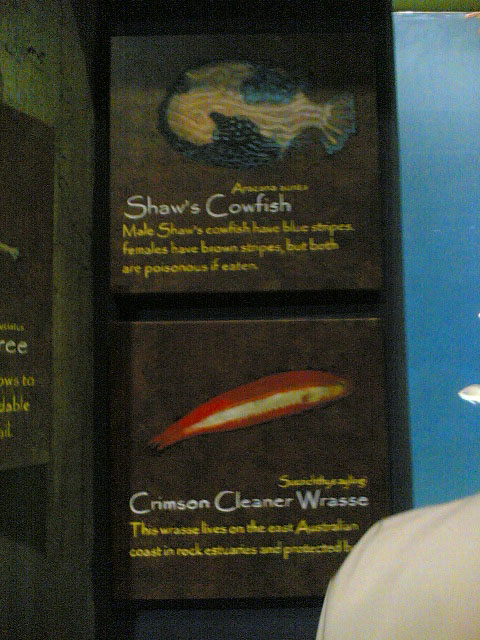 Aracana aurita
Shaw's Cowfish
Male Shaw's cowfish have blue stripes.
females have brown stripes, but both
are poisonous if eaten.
ree
ows to
dable
Crimson Cleaner Wrasse
This wrasse lives on the east Australian
coast in rock estuaries and protected b